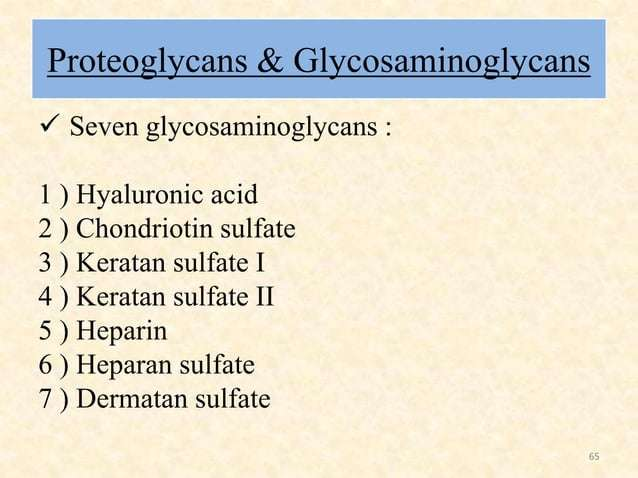 Proteoglycans & Glycosaminoglycans
✓ Seven glycosaminoglycans :
1 ) Hyaluronic acid
2 ) Chondriotin sulfate
3 ) Keratan sulfate I
4 ) Keratan sulfate II
5 ) Heparin
6 ) Heparan sulfate
7 ) Dermatan sulfate
65